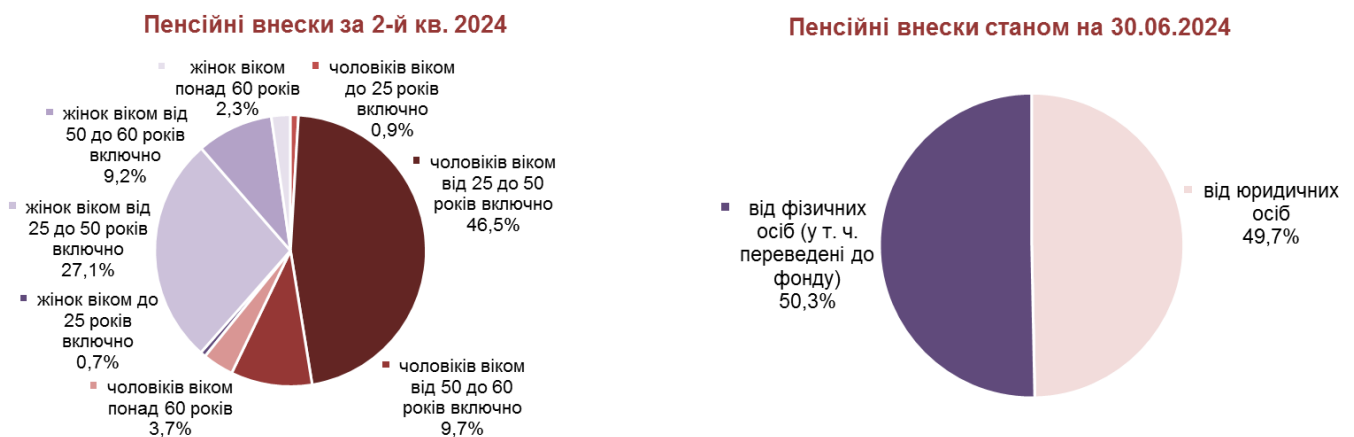 Пенсійні внески за 2-й кв. 2024
жінок віком
понад 60 років
2,3%
чоловіків віком
до 25 років
включно
0,9%
чоловіків віком
від 25 до 50
років включно
46,5%
чоловіків віком
від 50 до 60
років включно
9,7%
чоловіків віком
понад 60 років
3,7%
жінок віком до
25 років
включно
0,7%
жінок віком від
25 до 50 років
включно
27,1%
жінок віком від
50 до 60 років
включно
9,2%
Пенсійні внески станом на 30.06.2024
від фізичних
осіб (у т. ч.
переведені до
фонду)
50,3%
від юридичних
осіб
49,7%